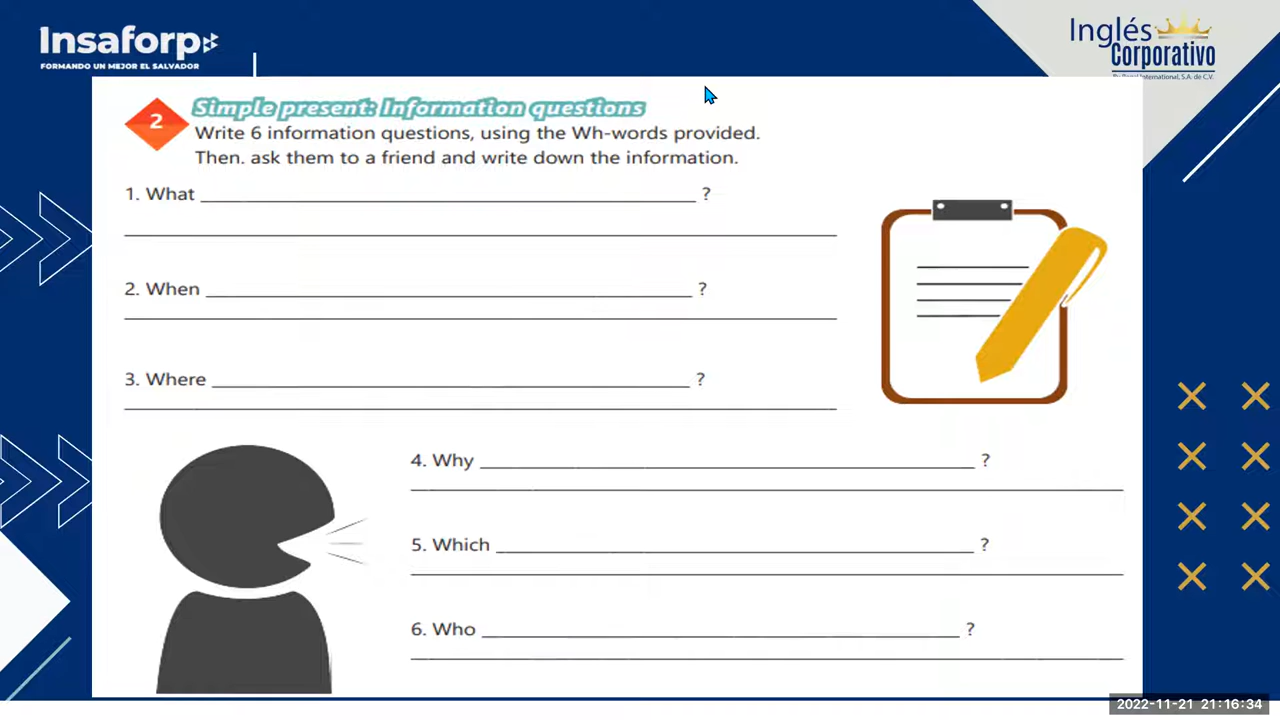 Insaforp
FORMANDO UN MEJOR EL SALVADOR
Inglés
Corporativo
2
Simple present: Information questions
Write 6 information questions, using the Wh-words provided.
Then. ask them to a friend and write down the information.
1. What ?
2. When ?
3. Where ?
4. Why ?
5. Which ?
6. Who ?
2022-11-21 21:16:34